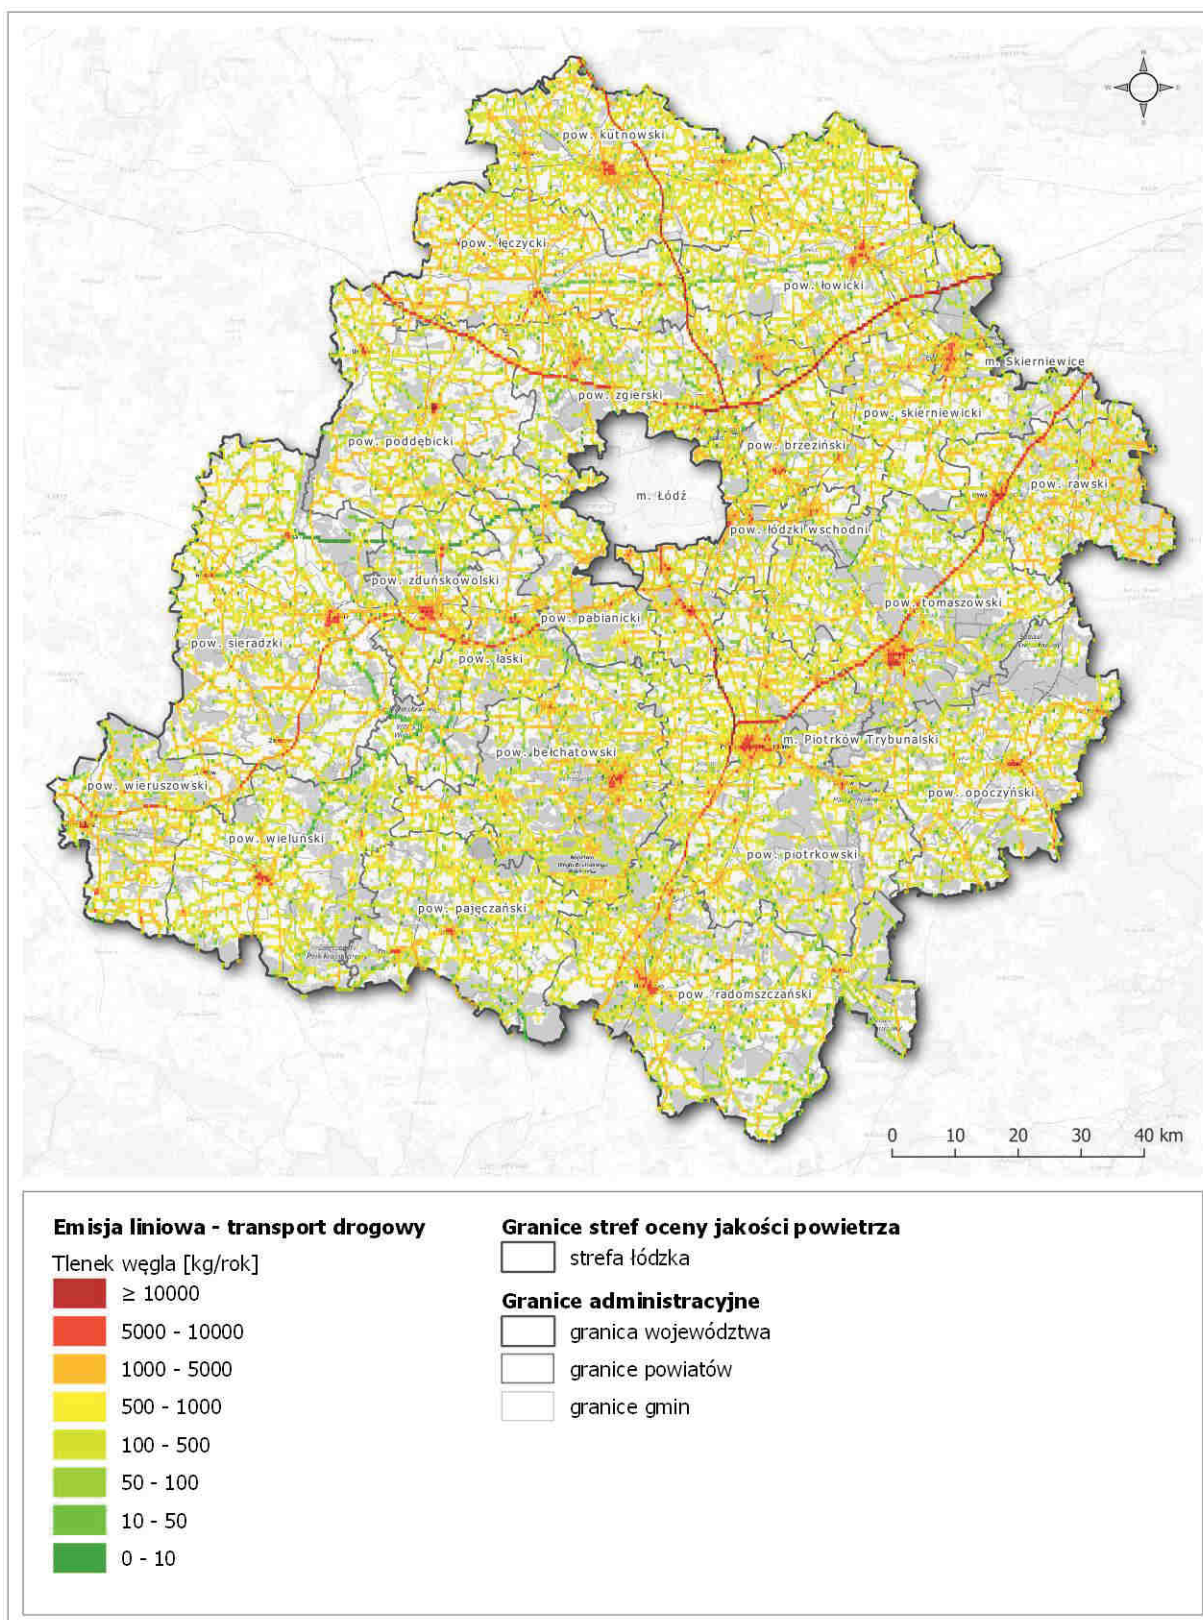 pow. kutnowski
pow. łęczycki
pow. łowicki
m. Skierniewice
pow. zgierski
pow. skierniewicki
pow. poddębicki
pow. brzeziński
pow. rawski
m. Łódź
pow. łódzki wschodni
pow. zduńskowolski
pow. tomaszowski
pow. pabianicki
pow. sieradzki
pow. łaski
m. Piotrków Trybunalski
pow. bełchatowski
pow. wieruszowski
pow. opoczyński
pow. wieluński
pow. piotrkowski
pow. pajęczański
pow. radomszczański
0 10 20 30 40 km
Emisja liniowa - transport drogowy
Tlenek węgla [kg/rok]
≥ 10000
5000 - 10000
1000 - 5000
500 - 1000
100 - 500
50 - 100
10 - 50
0 - 10
Granice stref oceny jakości powietrza
strefa łódzka
Granice administracyjne
granica województwa
granice powiatów
granice gmin